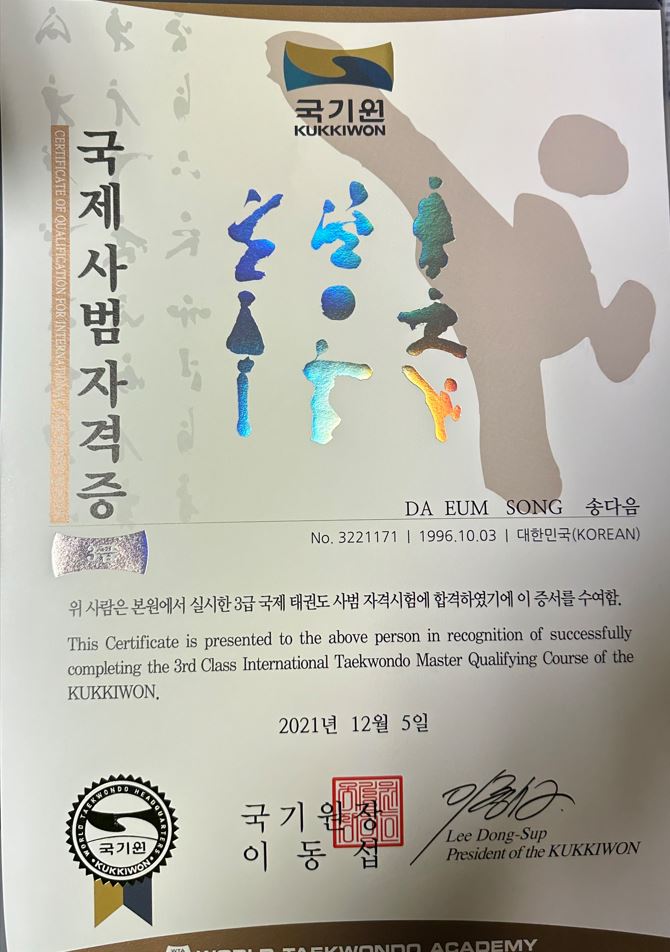 국기원
KUKKIWON
국제사범자격증
CERTIFICATE OF QUALIFICATION FOR INTERNATIONAL
DA EUM SONG 송다음
No. 3221171 | 1996.10.03 | 대한민국(KOREAN)
위 사람은 본원에서 실시한 3급 국제 태권도 사범 자격시험에 합격하였기에 이 증서를 수여함.
This Certificate is presented to the above person in recognition of successfully
completing the 3rd Class International Taekwondo Master Qualifying Course of the
KUKKIWON.
2021년 12월 5일
WORLD TAEKWONDO HEADQUARTERS
국기원
KUKKIWON
국기원장
이동섭
Lee Dong-Sup
President of the KUKKIWON
WTA WORLD TAEKWONDO ACADEMY